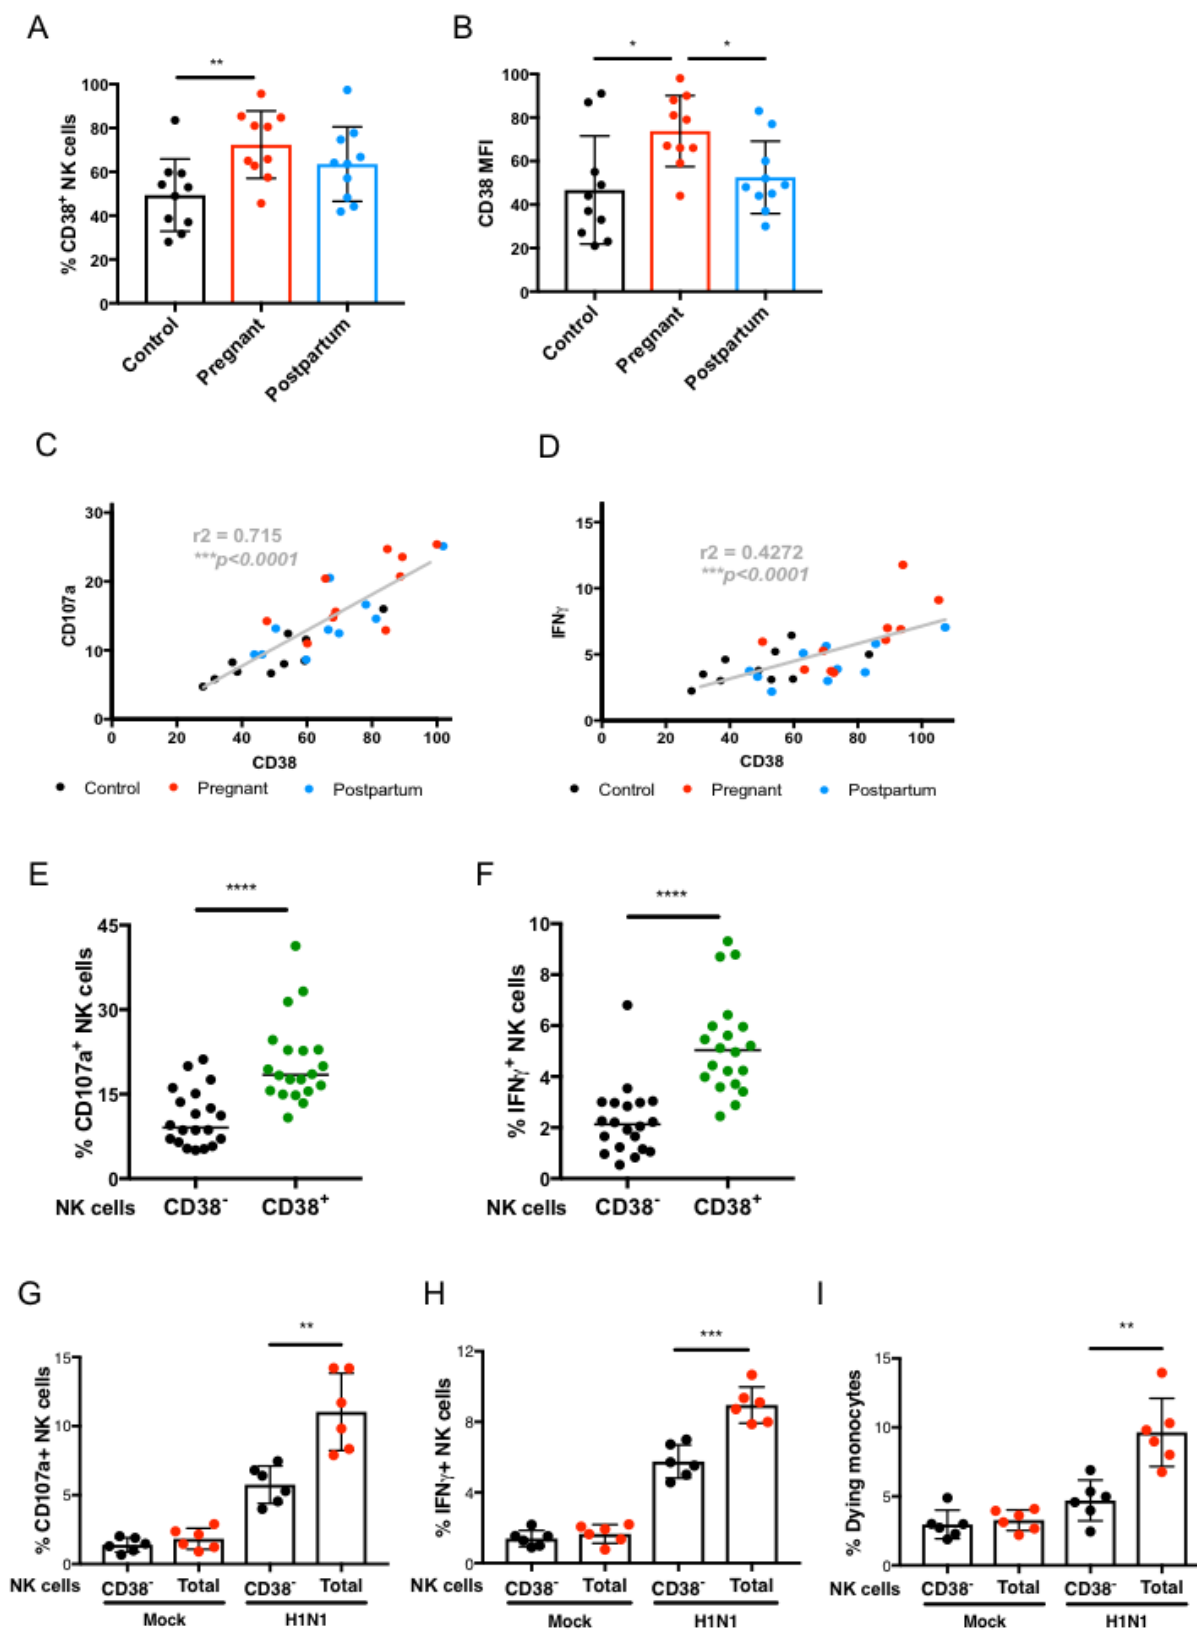 A
B
**
% CD38+ NK cells
100
80
60
40
20
0
Control
Pregnant
Postpartum
*
*
CD38 MFI
100
80
60
40
20
0
Control
Pregnant
Postpartum
C
D
CD107a
30
20
10
0
r2 = 0.715
***p<0.0001
0 20 40 60 80 100
CD38
Control Pregnant Postpartum
IFNγ
15
10
5
0
r2 = 0.4272
***p<0.0001
0 20 40 60 80 100
CD38
Control Pregnant Postpartum
E
F
****
% CD107a+ NK cells
45
30
15
0
NK cells CD38- CD38+
****
% IFNγ+ NK cells
10
8
6
4
2
0
NK cells CD38- CD38+
G
H
I
**
% CD107a+ NK cells
15
10
5
0
NK cells CD38- Total CD38- Total
Mock H1N1
***
% IFNγ+ NK cells
12
8
4
0
NK cells CD38- Total CD38- Total
Mock H1N1
**
% Dying monocytes
15
10
5
0
NK cells CD38- Total CD38- Total
Mock H1N1